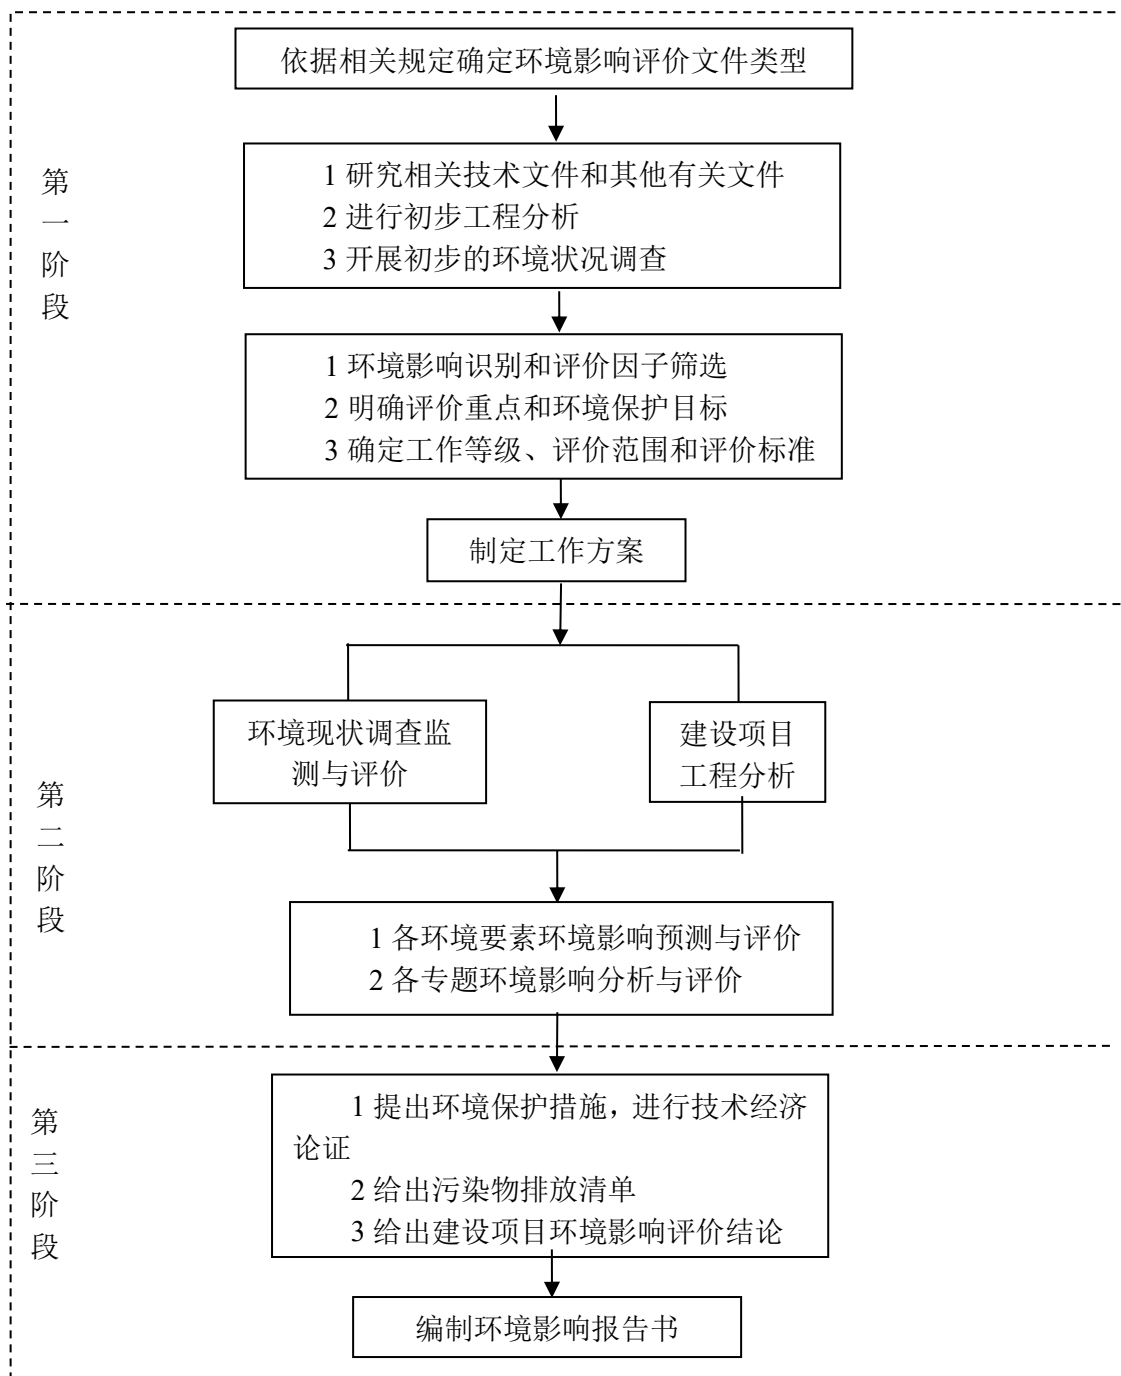 依据相关规定确定环境影响评价文件类型
第一阶段
1 研究相关技术文件和其他有关文件
2 进行初步工程分析
3 开展初步的环境状况调查
1 环境影响识别和评价因子筛选
2 明确评价重点和环境保护目标
3 确定工作等级、评价范围和评价标准
制定工作方案
第二阶段
环境现状调查监
测与评价
建设项目
工程分析
1 各环境要素环境影响预测与评价
2 各专题环境影响分析与评价
第三阶段
1 提出环境保护措施，进行技术经济
论证
2 给出污染物排放清单
3 给出建设项目环境影响评价结论
编制环境影响报告书